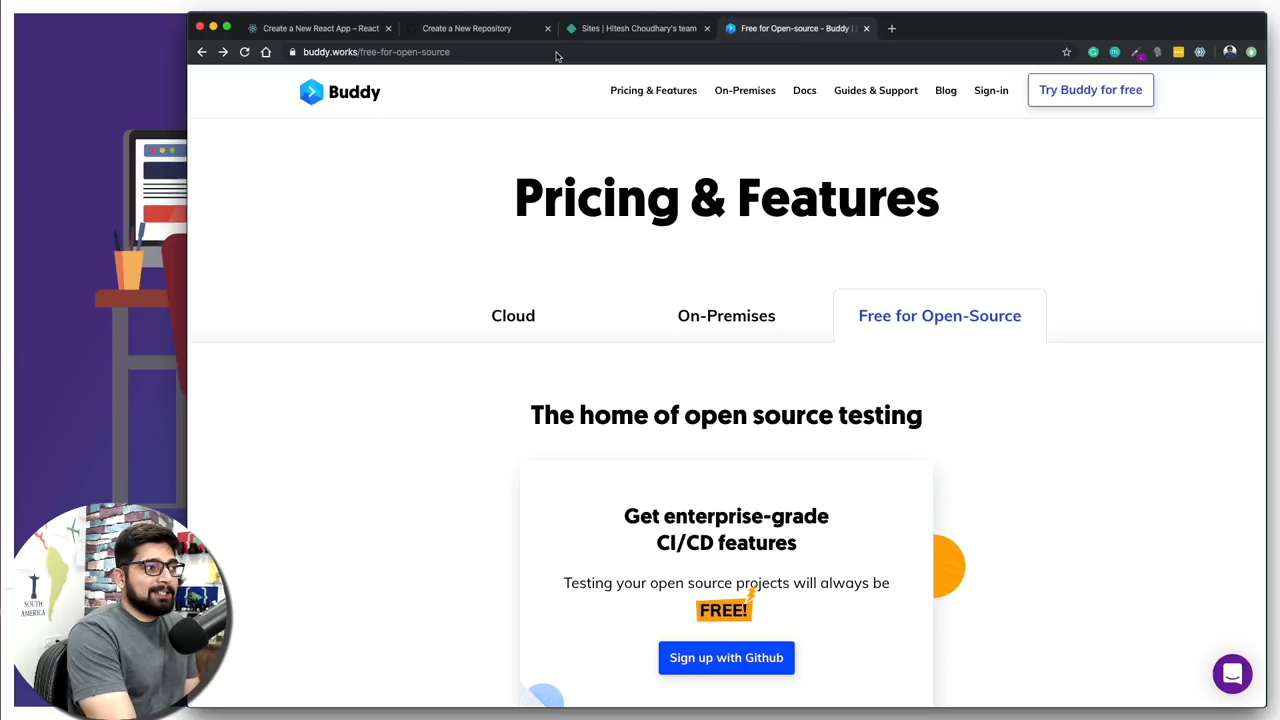 Create a New React App – React
Create a New Repository
Sites | Hitesh Choudhary's team
Free for Open-source - Buddy |
buddy.works/free-for-open-source
Buddy
Pricing & Features
On-Premises
Docs
Guides & Support
Blog
Sign-in
Try Buddy for free
Pricing & Features
Cloud
On-Premises
Free for Open-Source
The home of open source testing
Get enterprise-grade
CI/CD features
Testing your open source projects will always be
FREE!
Sign up with Github
SOUTH
AMERICA